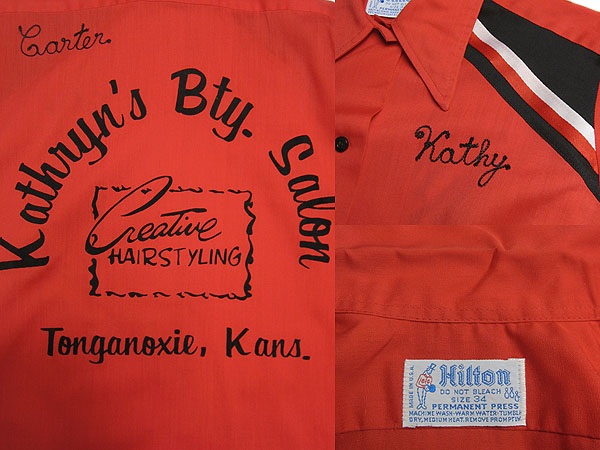 Carter.
Kathryn's Bty. Salon
Creative
HAIRSTYLING
Tonganoxie, Kans.
Kathy.
MADE IN U.S.A.
Hilton
DO NOT BLEACH
SIZE 34
PERMANENT PRESS
MACHINE WASH-WARM WATER-TUMBLE
DRY, MEDIUM HEAT. REMOVE PROMPTLY.